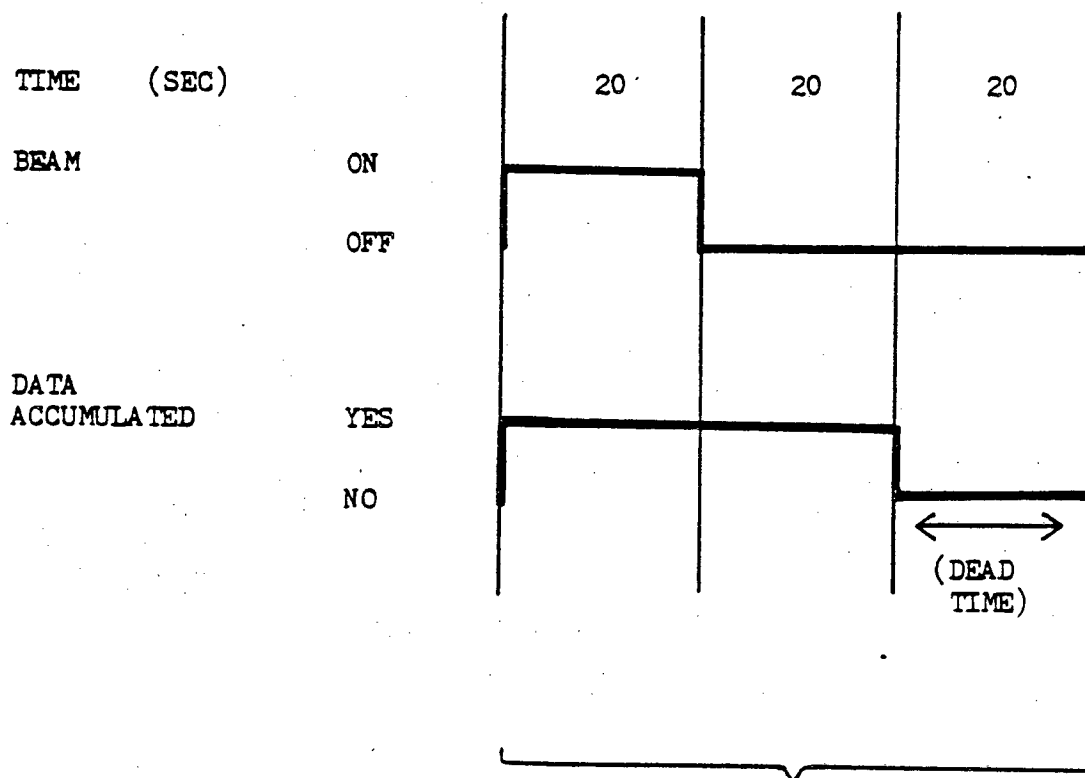 TIME (SEC) 20 20 20
BEAM ON
OFF
DATA
ACCUMULATED YES
NO
(DEAD
TIME)